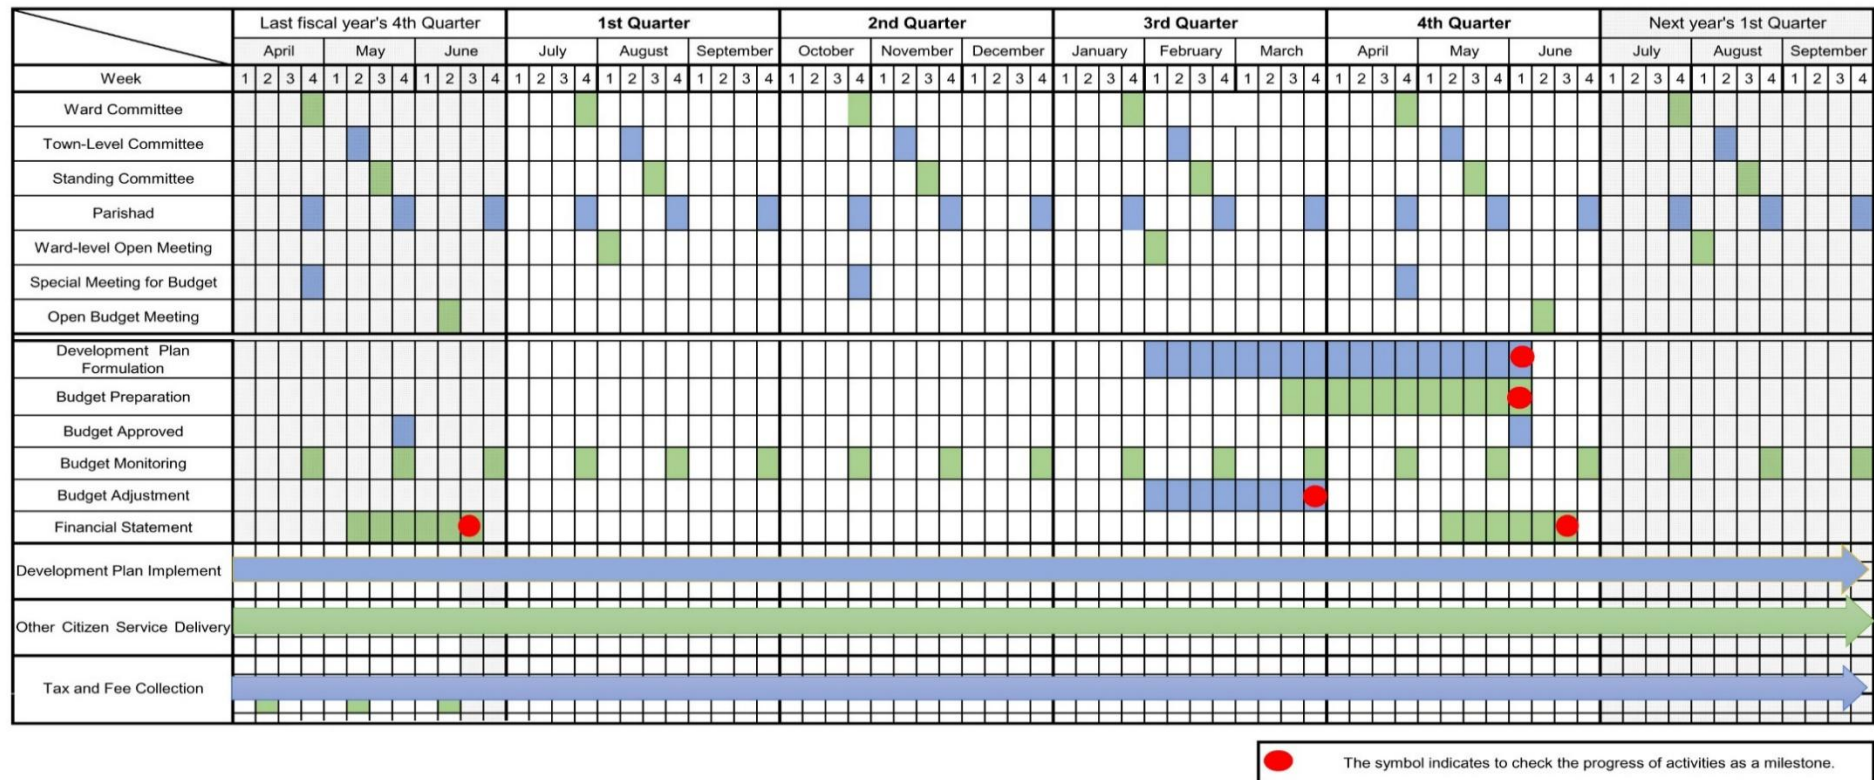 Last fiscal year's 4th Quarter 1st Quarter 2nd Quarter 3rd Quarter 4th Quarter Next year's 1st Quarter
April May June July August September October November December January February March April May June July August September
Week 1 2 3 4 1 2 3 4 1 2 3 4 1 2 3 4 1 2 3 4 1 2 3 4 1 2 3 4 1 2 3 4 1 2 3 4 1 2 3 4 1 2 3 4 1 2 3 4 1 2 3 4 1 2 3 4 1 2 3 4 1 2 3 4 1 2 3 4 1 2 3 4
Ward Committee
Town-Level Committee
Standing Committee
Parishad
Ward-level Open Meeting
Special Meeting for Budget
Open Budget Meeting
Development Plan
Formulation
Budget Preparation
Budget Approved
Budget Monitoring
Budget Adjustment
Financial Statement
Development Plan Implement
Other Citizen Service Delivery
Tax and Fee Collection
The symbol indicates to check the progress of activities as a milestone.